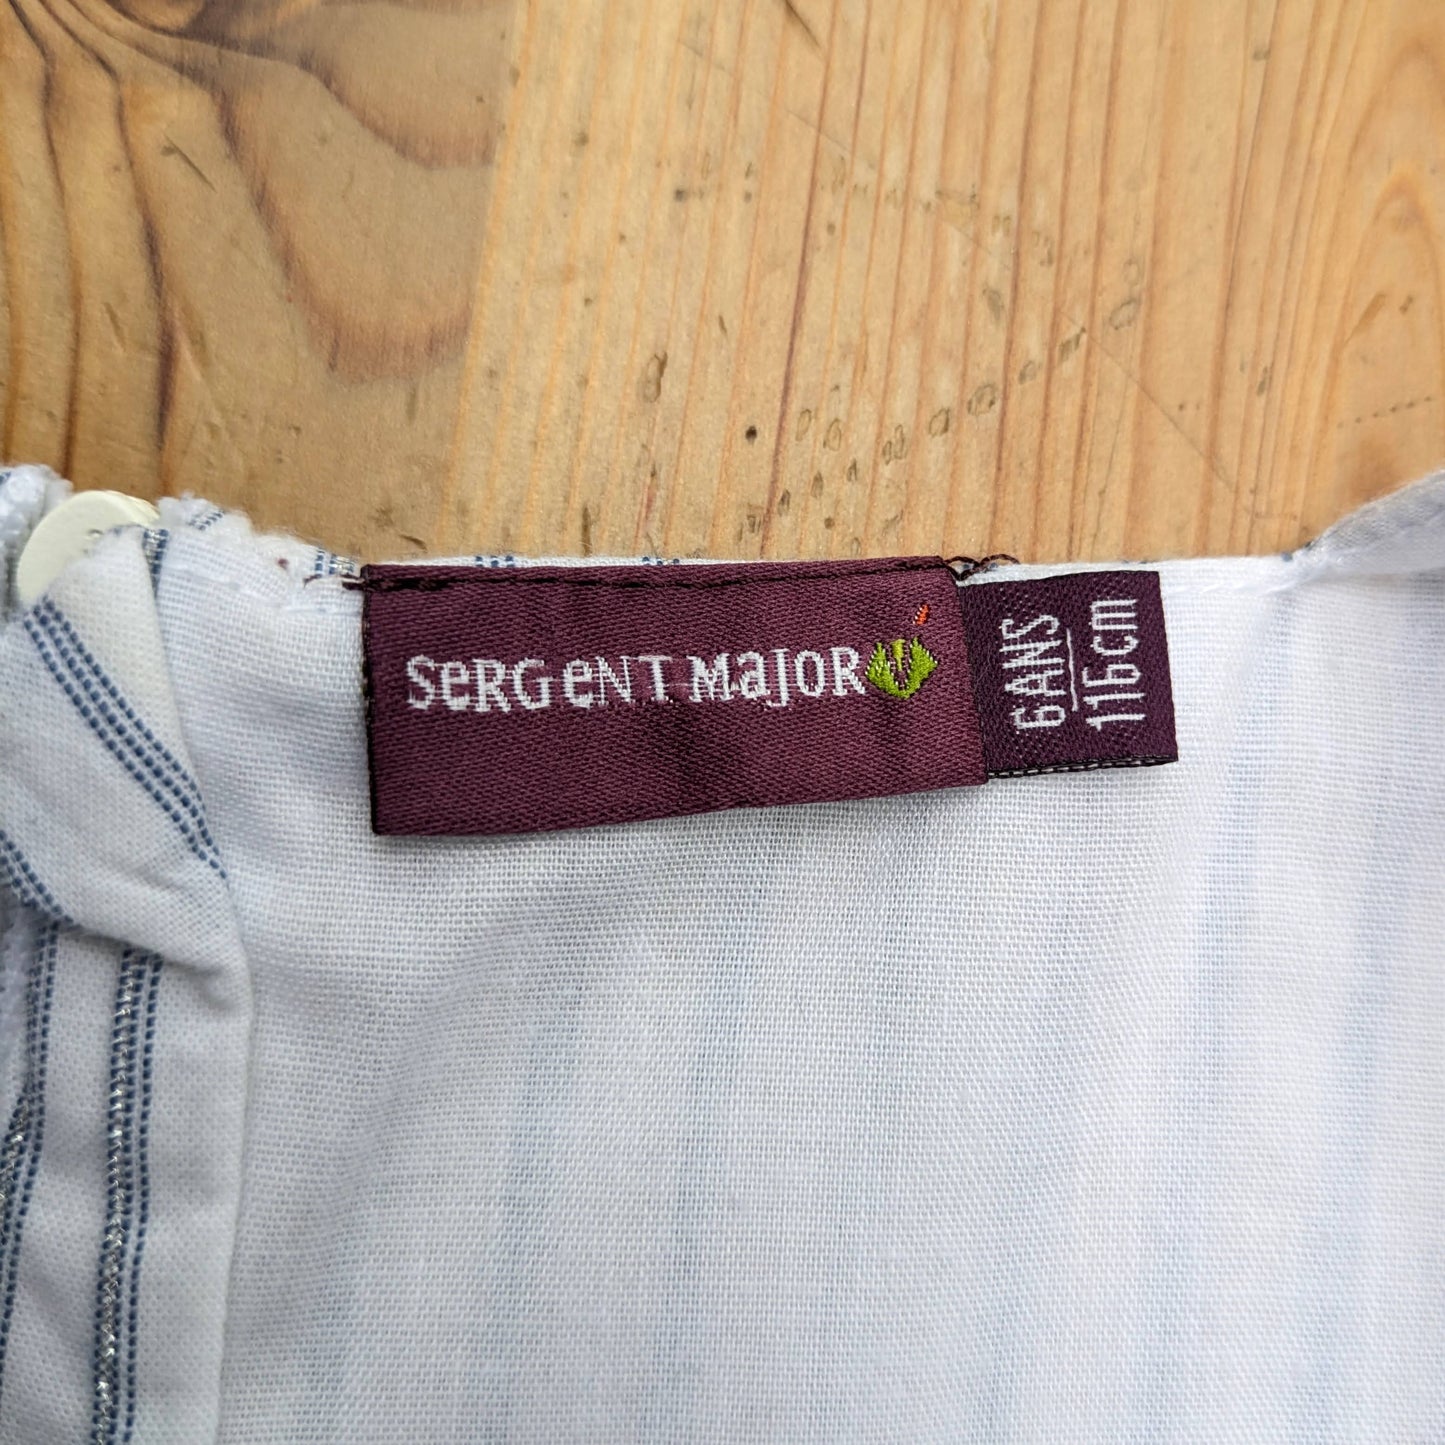 SeRGeNT MajOR
6ANS
116cm